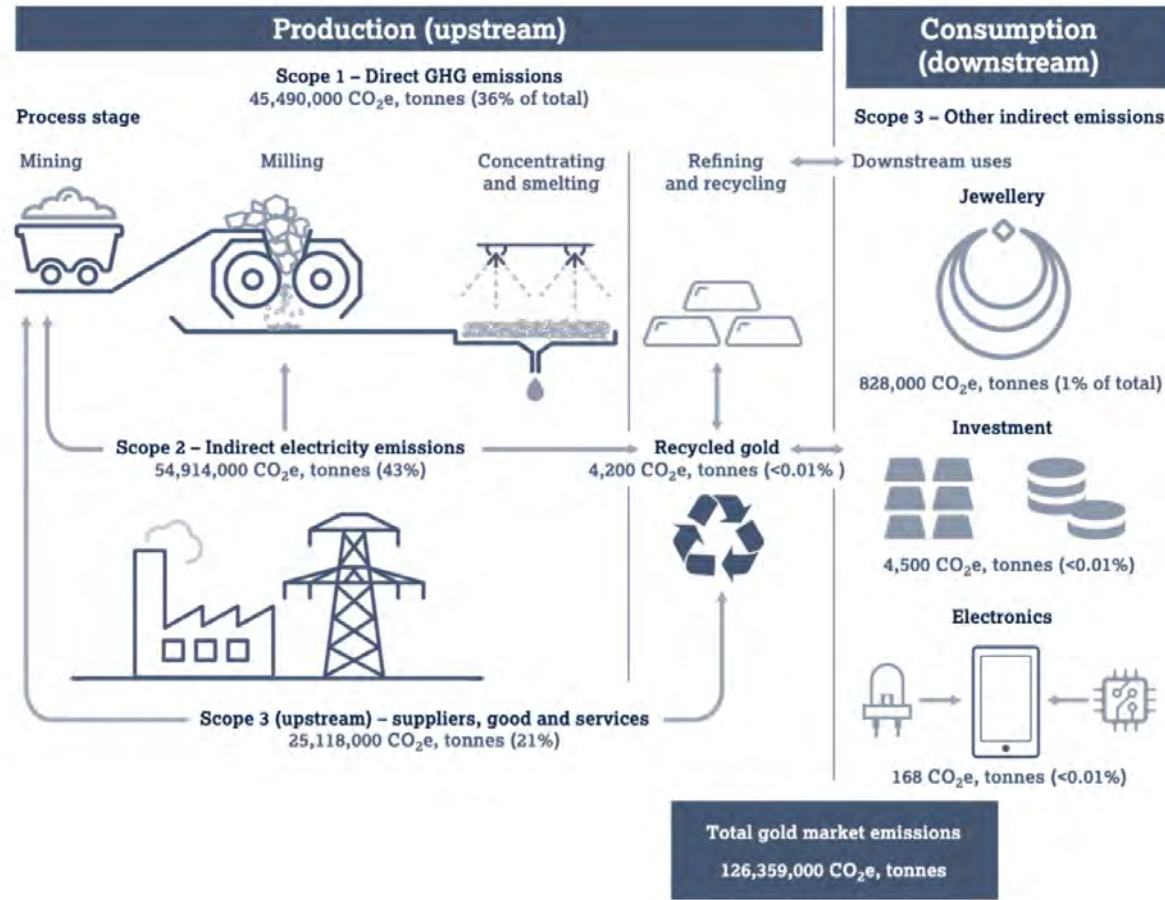 Production (upstream)
Consumption
(downstream)
Scope 1 – Direct GHG emissions
45,490,000 CO₂e, tonnes (36% of total)
Process stage
Scope 3 – Other indirect emissions
Mining
Milling
Concentrating
and smelting
Refining
and recycling
Downstream uses
Jewellery
828,000 CO₂e, tonnes (1% of total)
Scope 2 – Indirect electricity emissions
54,914,000 CO₂e, tonnes (43%)
Recycled gold
4,200 CO₂e, tonnes (<0.01% )
Investment
4,500 CO₂e, tonnes (<0.01%)
Electronics
168 CO₂e, tonnes (<0.01%)
Scope 3 (upstream) – suppliers, good and services
25,118,000 CO₂e, tonnes (21%)
Total gold market emissions
126,359,000 CO₂e, tonnes